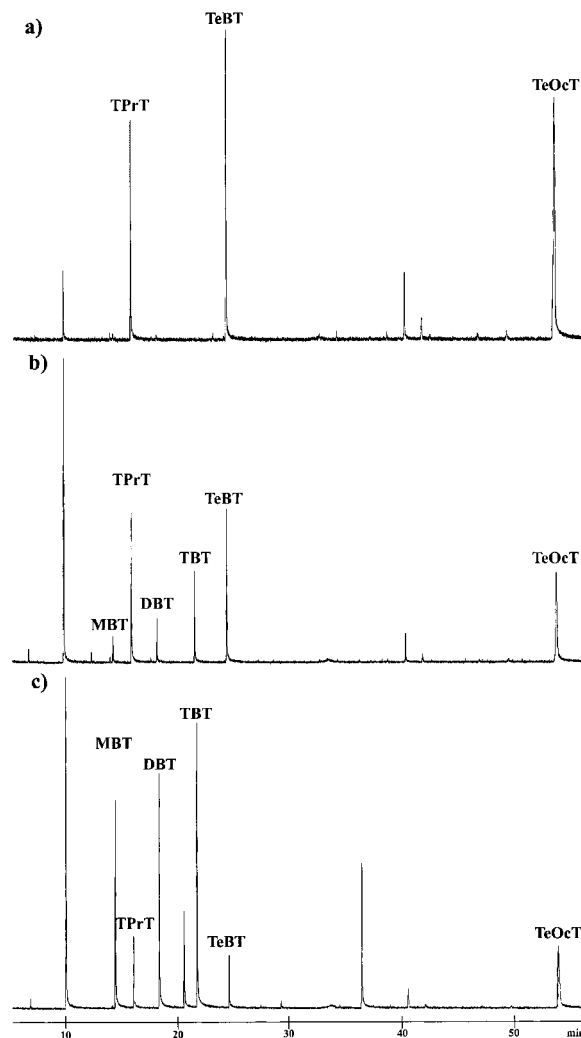 a)
TeBT
TPrT
TeOcT
b)
TPrT
TeBT
TBT
TeOcT
DBT
MBT
c)
TBT
MBT
DBT
TPrT
TeBT
TeOcT
10 20 30 40 50 min